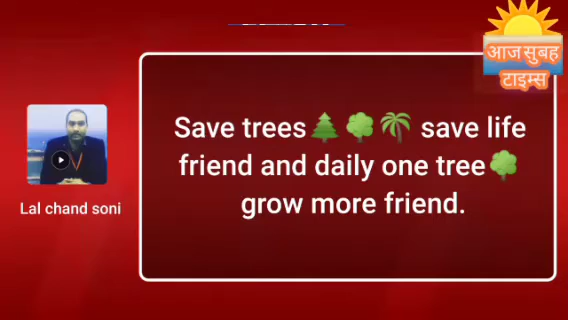 आज सुबह
टाइम्स
Save trees🌲🌳🌴 save life
friend and daily one tree🌳
grow more friend.
Lal chand soni